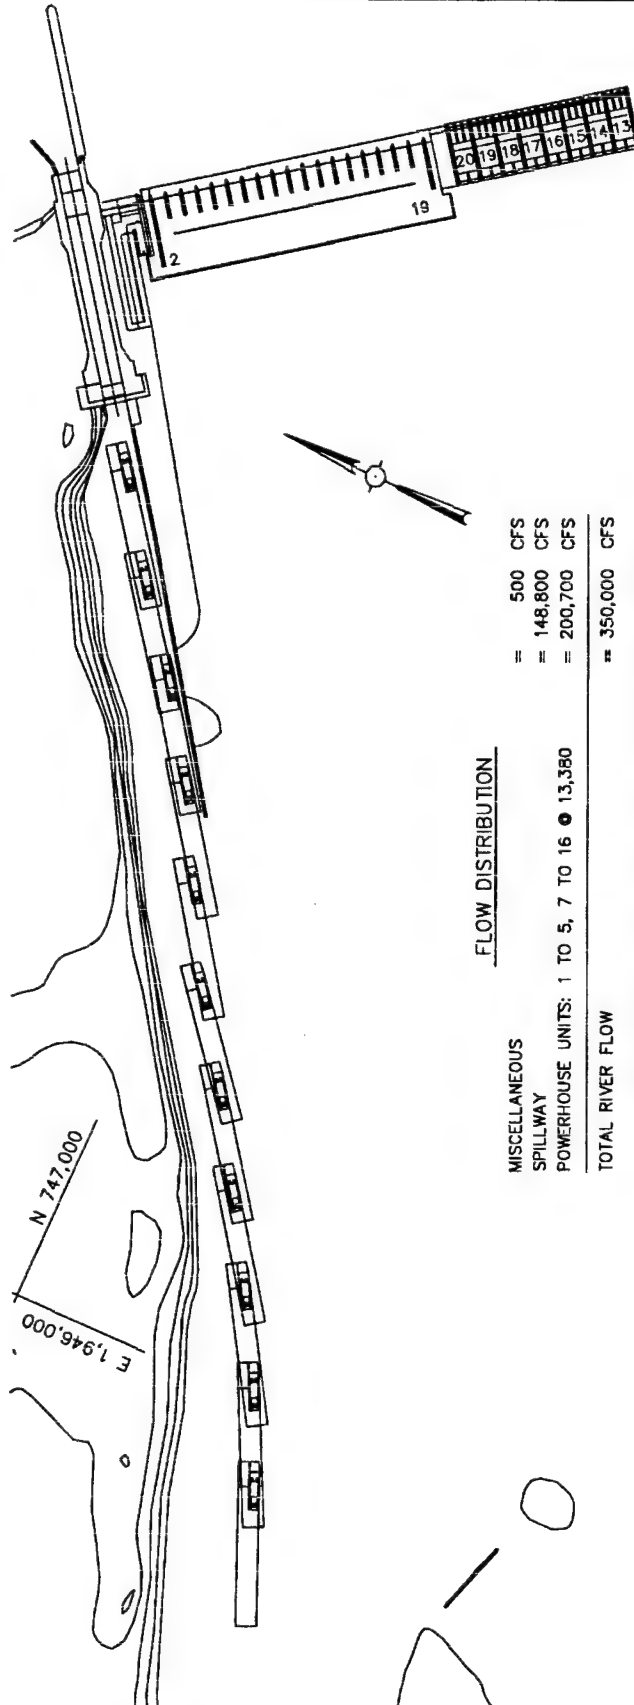 2
19
20 19 18 17 16 15 14 13
N 747,000
E 1,946,000
FLOW DISTRIBUTION
MISCELLANEOUS = 500 CFS
SPILLWAY = 148,800 CFS
POWERHOUSE UNITS: 1 TO 5, 7 TO 16 @ 13,380 = 200,700 CFS
TOTAL RIVER FLOW = 350,000 CFS